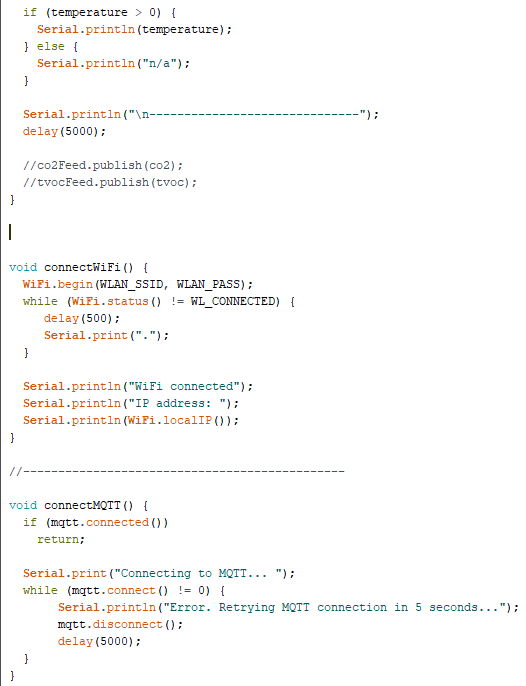 if (temperature > 0) {
Serial.println(temperature);
} else {
Serial.println("n/a");
}
Serial.println("\n------------------------------");
delay(5000);
//co2Feed.publish(co2);
//tvocFeed.publish(tvoc);
}
void connectWiFi() {
WiFi.begin(WLAN_SSID, WLAN_PASS);
while (WiFi.status() != WL_CONNECTED) {
delay(500);
Serial.print(".");
}
Serial.println("WiFi connected");
Serial.println("IP address: ");
Serial.println(WiFi.localIP());
}
//----------------------------------------------
void connectMQTT() {
if (mqtt.connected())
return;
Serial.print("Connecting to MQTT... ");
while (mqtt.connect() != 0) {
Serial.println("Error. Retrying MQTT connection in 5 seconds...");
mqtt.disconnect();
delay(5000);
}
}